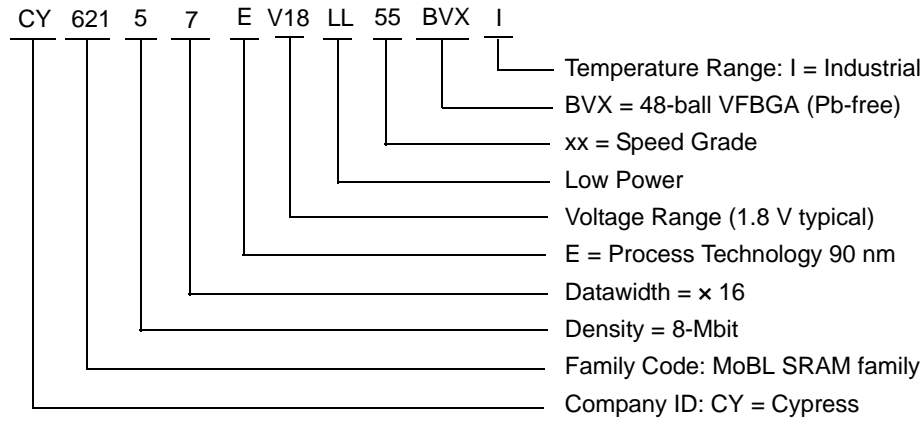 CY 621 5 7 E V18 LL 55 BVX I
Temperature Range: I = Industrial
BVX = 48-ball VFBGA (Pb-free)
xx = Speed Grade
Low Power
Voltage Range (1.8 V typical)
E = Process Technology 90 nm
Datawidth = × 16
Density = 8-Mbit
Family Code: MoBL SRAM family
Company ID: CY = Cypress